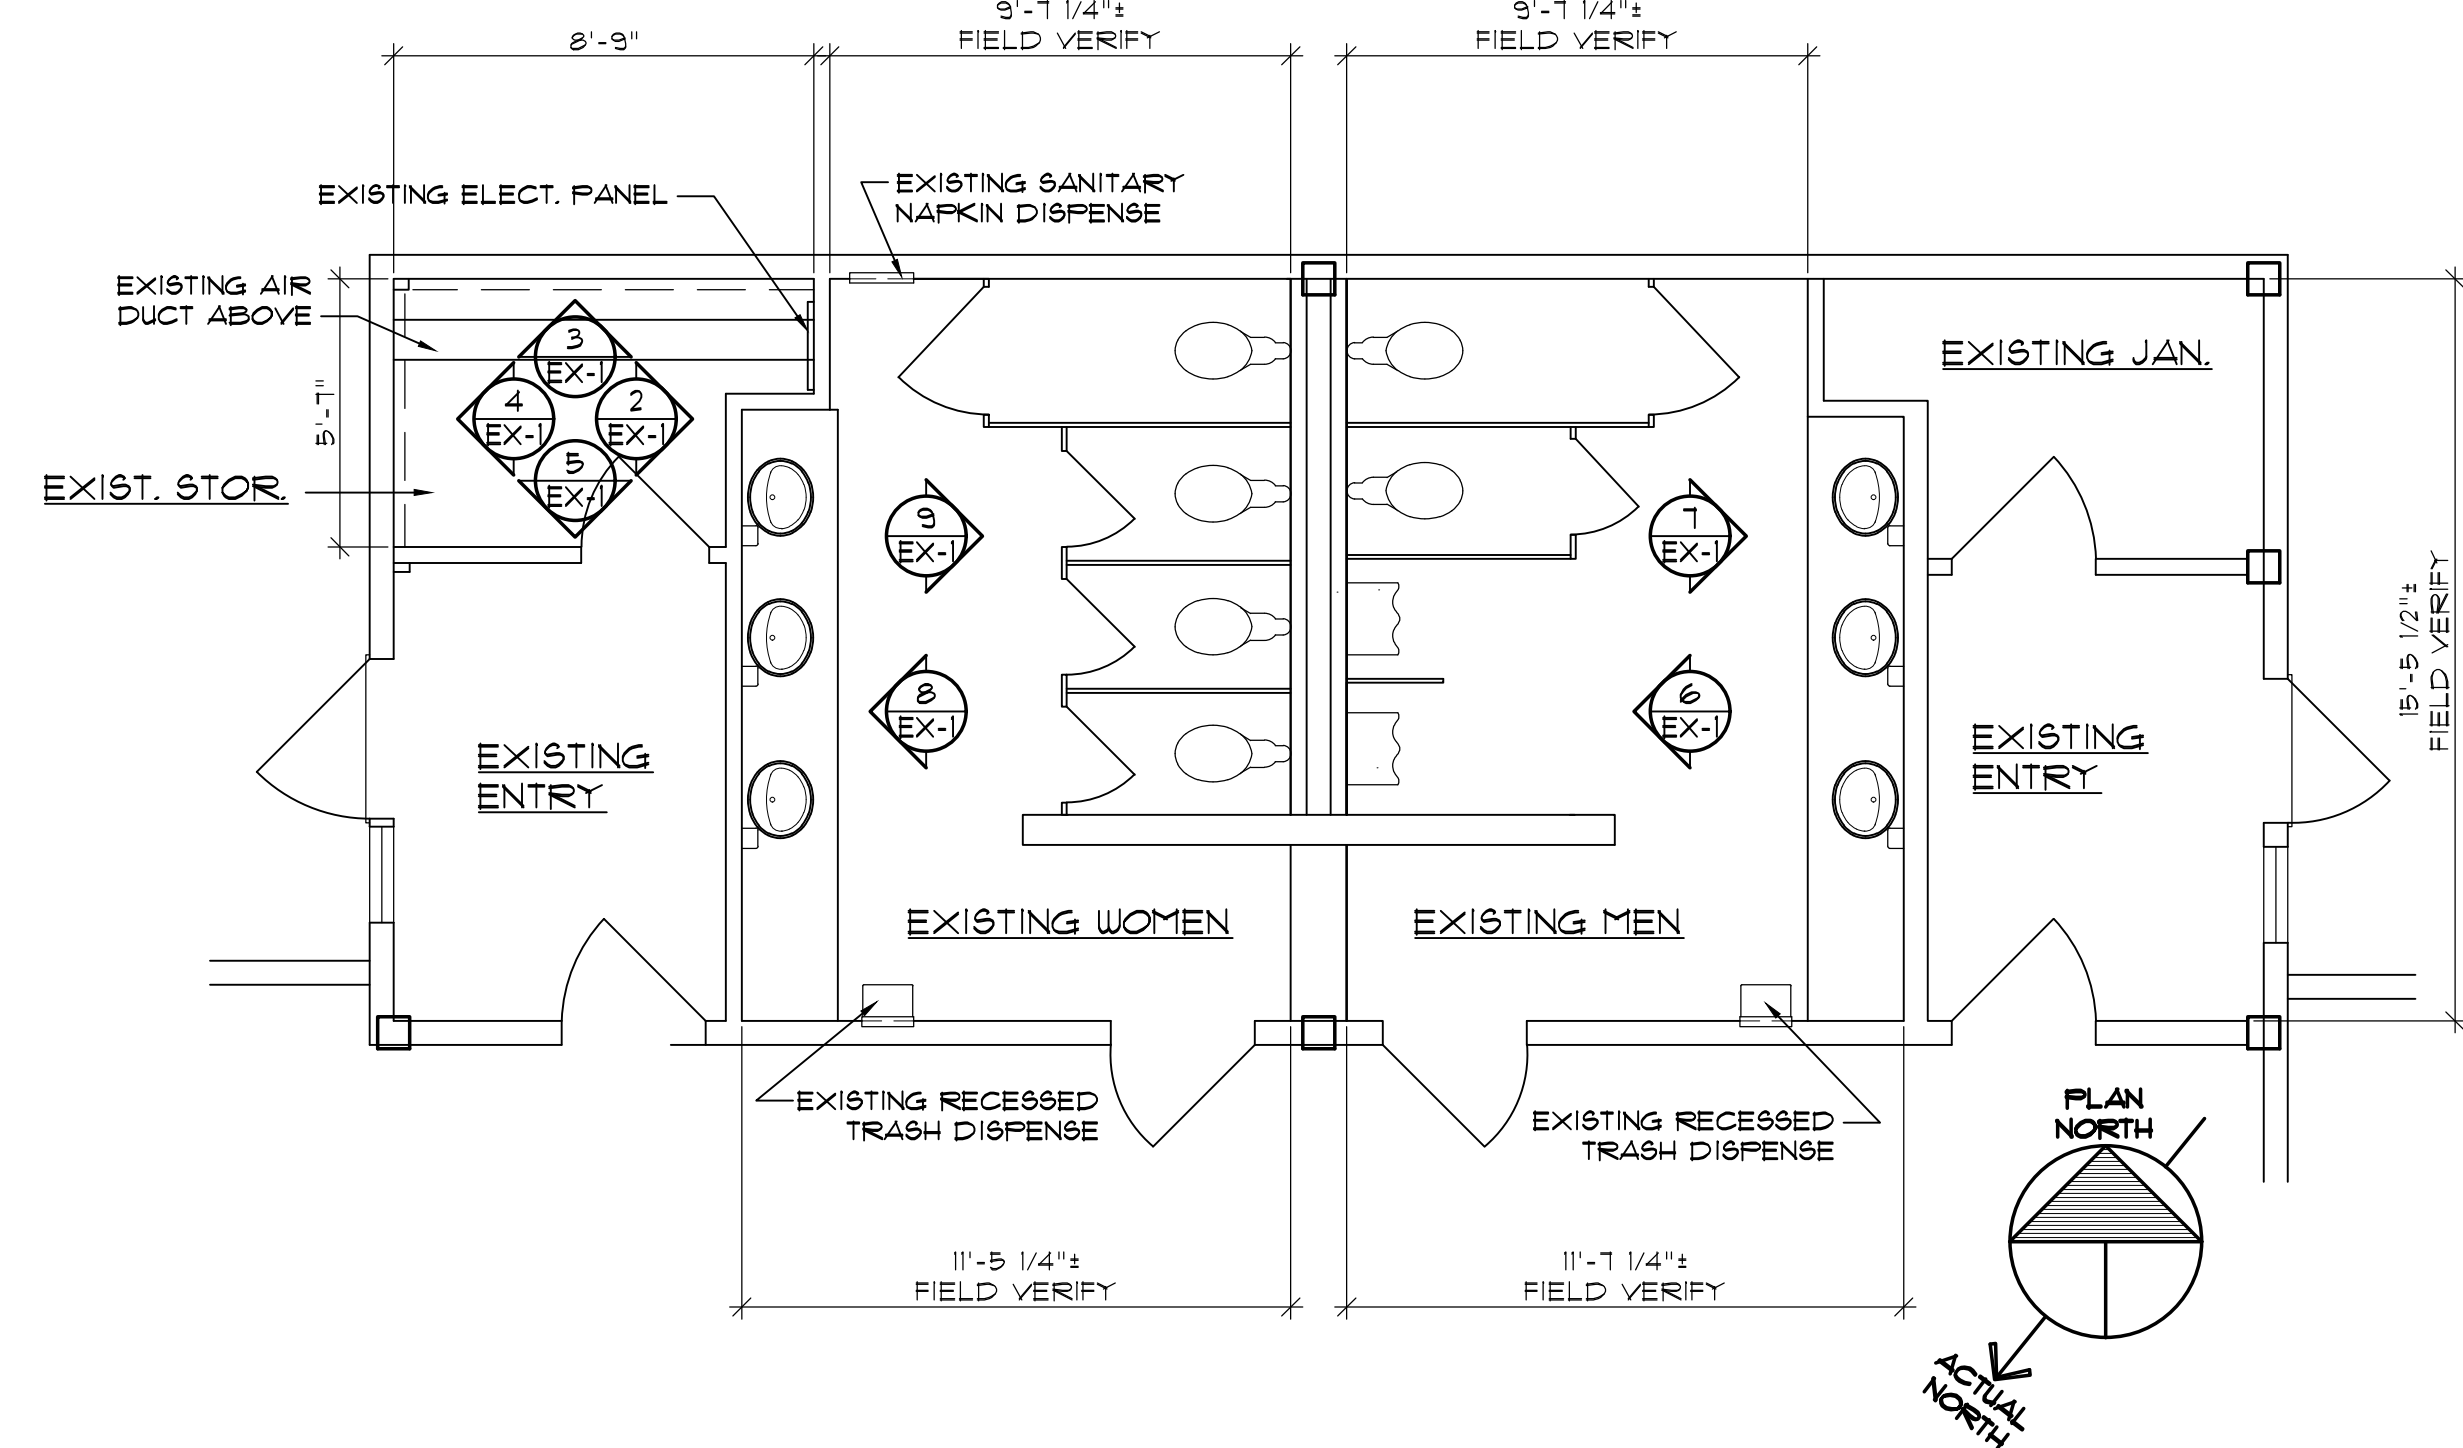 9'-7 1/4"±
FIELD VERIFY
9'-7 1/4"±
FIELD VERIFY
8'-9"
EXISTING ELECT. PANEL
EXISTING SANITARY
NAPKIN DISPENSE
EXISTING AIR
DUCT ABOVE
5'-7"
3
EX-1
4
EX-1
2
EX-1
5
EX-1
EXIST. STOR.
EXISTING JAN.
9
EX-1
7
EX-1
8
EX-1
6
EX-1
15'-5 1/2"±
FIELD VERIFY
EXISTING
ENTRY
EXISTING
ENTRY
EXISTING WOMEN
EXISTING MEN
EXISTING RECESSED
TRASH DISPENSE
EXISTING RECESSED
TRASH DISPENSE
PLAN
NORTH
11'-5 1/4"±
FIELD VERIFY
11'-7 1/4"±
FIELD VERIFY
ACTUAL
NORTH